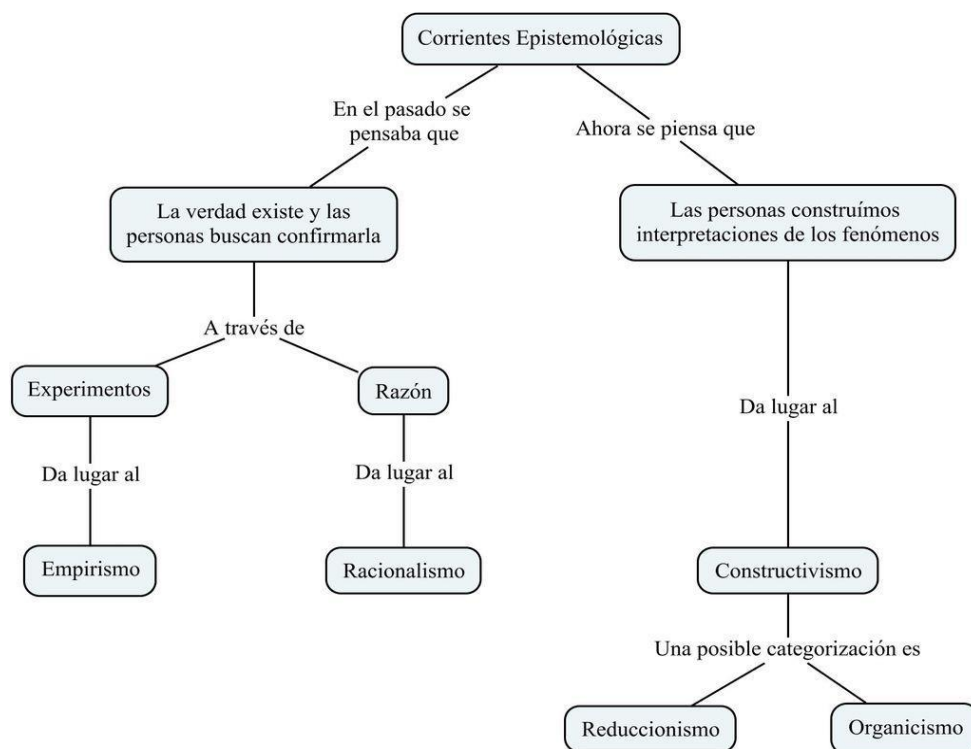 Corrientes Epistemológicas
En el pasado se
pensaba que
Ahora se piensa que
La verdad existe y las
personas buscan confirmarla
Las personas construímos
interpretaciones de los fenómenos
A través de
Experimentos
Razón
Da lugar al
Da lugar al
Da lugar al
Empirismo
Racionalismo
Constructivismo
Una posible categorización es
Reduccionismo
Organicismo